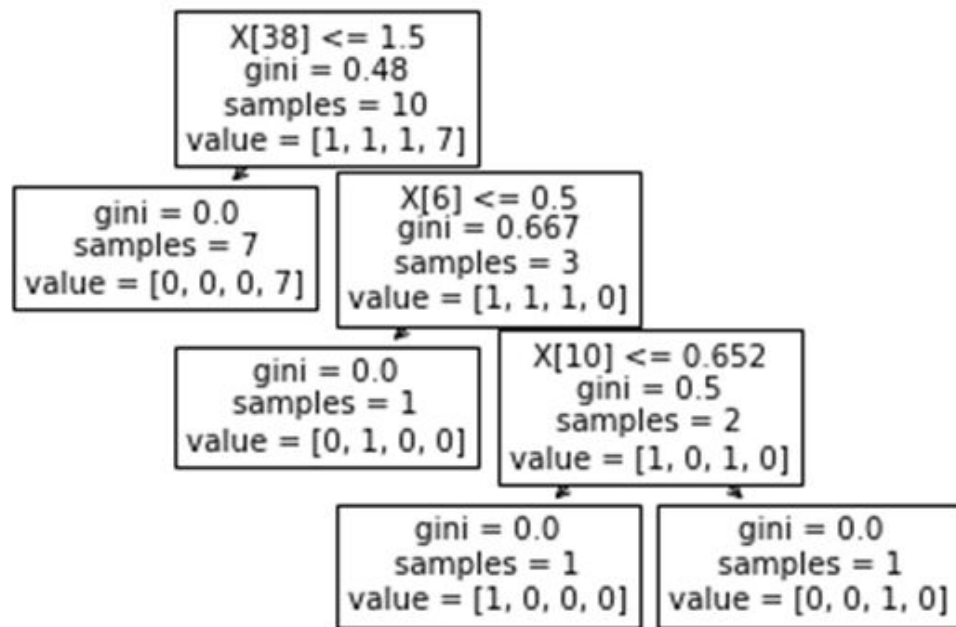 X[38] <= 1.5
gini = 0.48
samples = 10
value = [1, 1, 1, 7]
gini = 0.0
samples = 7
value = [0, 0, 0, 7]
X[6] <= 0.5
gini = 0.667
samples = 3
value = [1, 1, 1, 0]
gini = 0.0
samples = 1
value = [0, 1, 0, 0]
X[10] <= 0.652
gini = 0.5
samples = 2
value = [1, 0, 1, 0]
gini = 0.0
samples = 1
value = [1, 0, 0, 0]
gini = 0.0
samples = 1
value = [0, 0, 1, 0]